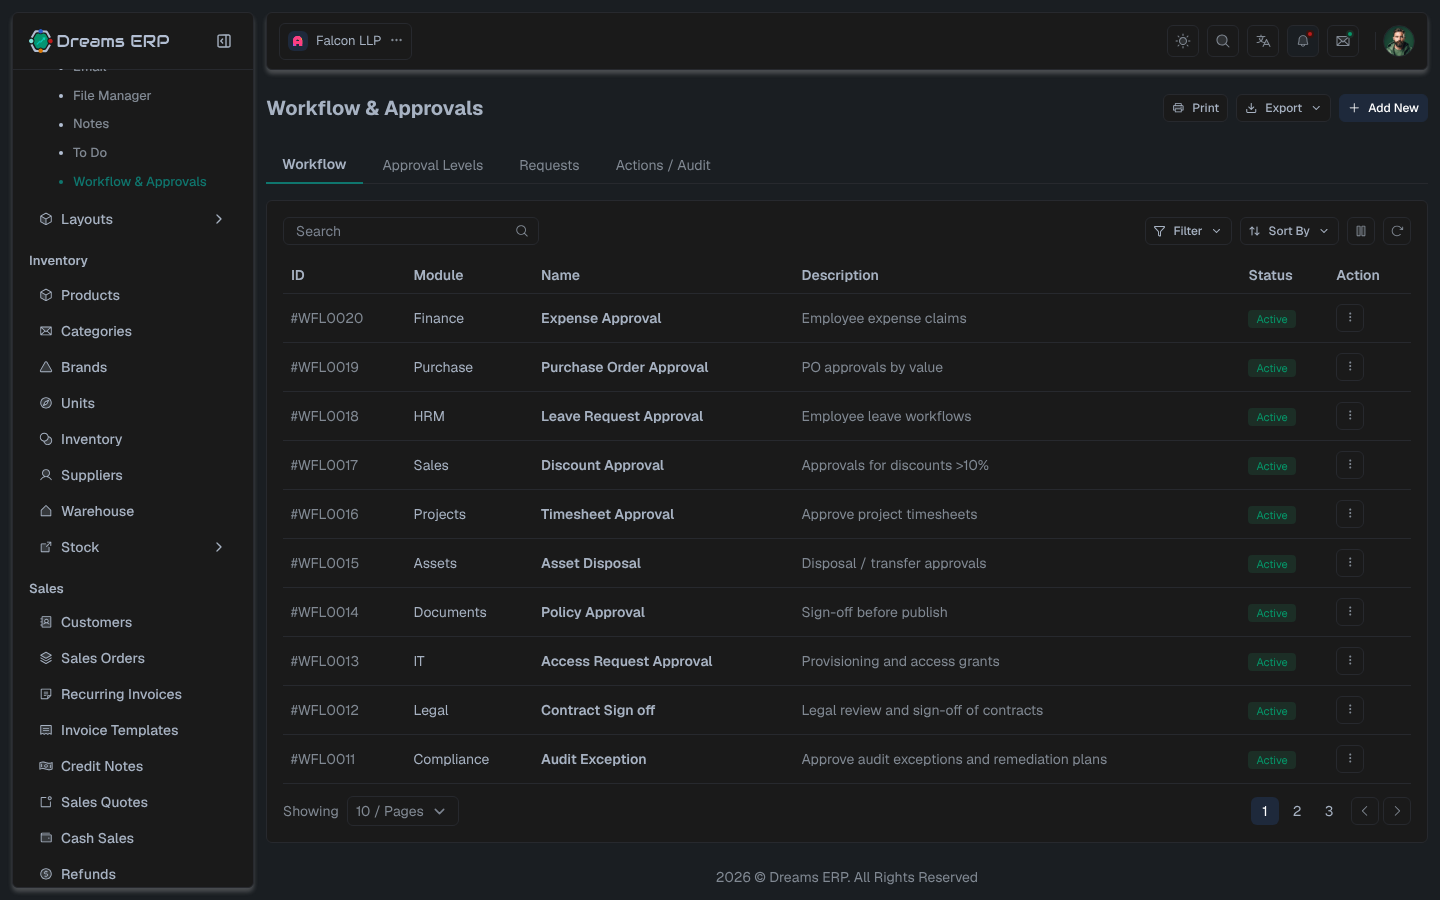 Dreams ERP
Email
File Manager
Notes
To Do
Workflow & Approvals
Layouts
Inventory
Products
Categories
Brands
Units
Inventory
Suppliers
Warehouse
Stock
Sales
Customers
Sales Orders
Recurring Invoices
Invoice Templates
Credit Notes
Sales Quotes
Cash Sales
Refunds
Falcon LLP
Workflow & Approvals
Print
Export
Add New
Workflow
Approval Levels
Requests
Actions / Audit
Search
Filter
Sort By
ID Module Name Description Status Action
#WFL0020 Finance Expense Approval Employee expense claims Active
#WFL0019 Purchase Purchase Order Approval PO approvals by value Active
#WFL0018 HRM Leave Request Approval Employee leave workflows Active
#WFL0017 Sales Discount Approval Approvals for discounts >10% Active
#WFL0016 Projects Timesheet Approval Approve project timesheets Active
#WFL0015 Assets Asset Disposal Disposal / transfer approvals Active
#WFL0014 Documents Policy Approval Sign-off before publish Active
#WFL0013 IT Access Request Approval Provisioning and access grants Active
#WFL0012 Legal Contract Sign off Legal review and sign-off of contracts Active
#WFL0011 Compliance Audit Exception Approve audit exceptions and remediation plans Active
Showing 10 / Pages
1 2 3
2026 © Dreams ERP. All Rights Reserved